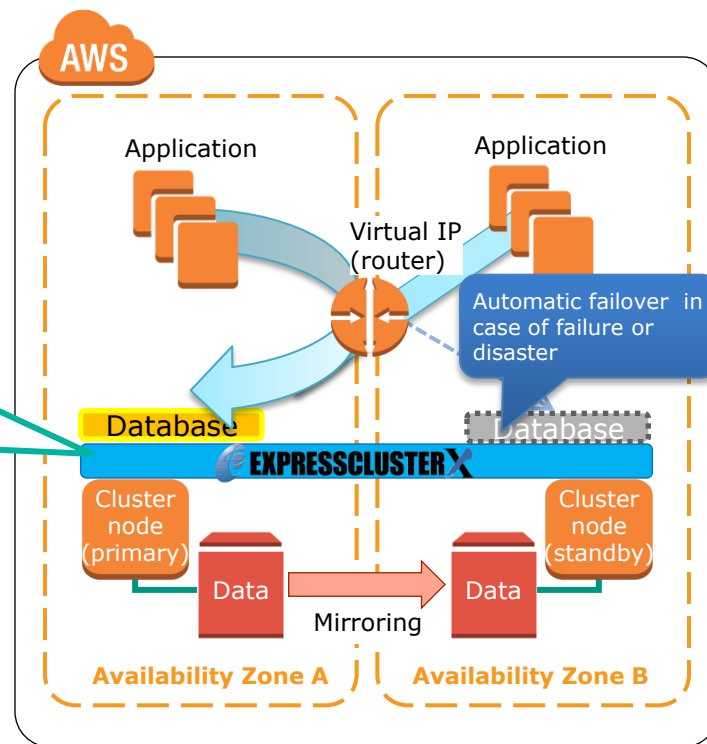 AWS
Application
Application
Virtual IP
(router)
Automatic failover in
case of failure or
disaster
Database
Database
EXPRESSCLUSTER X
Cluster
node
(primary)
Cluster
node
(standby)
Data
Data
Mirroring
Availability Zone A
Availability Zone B